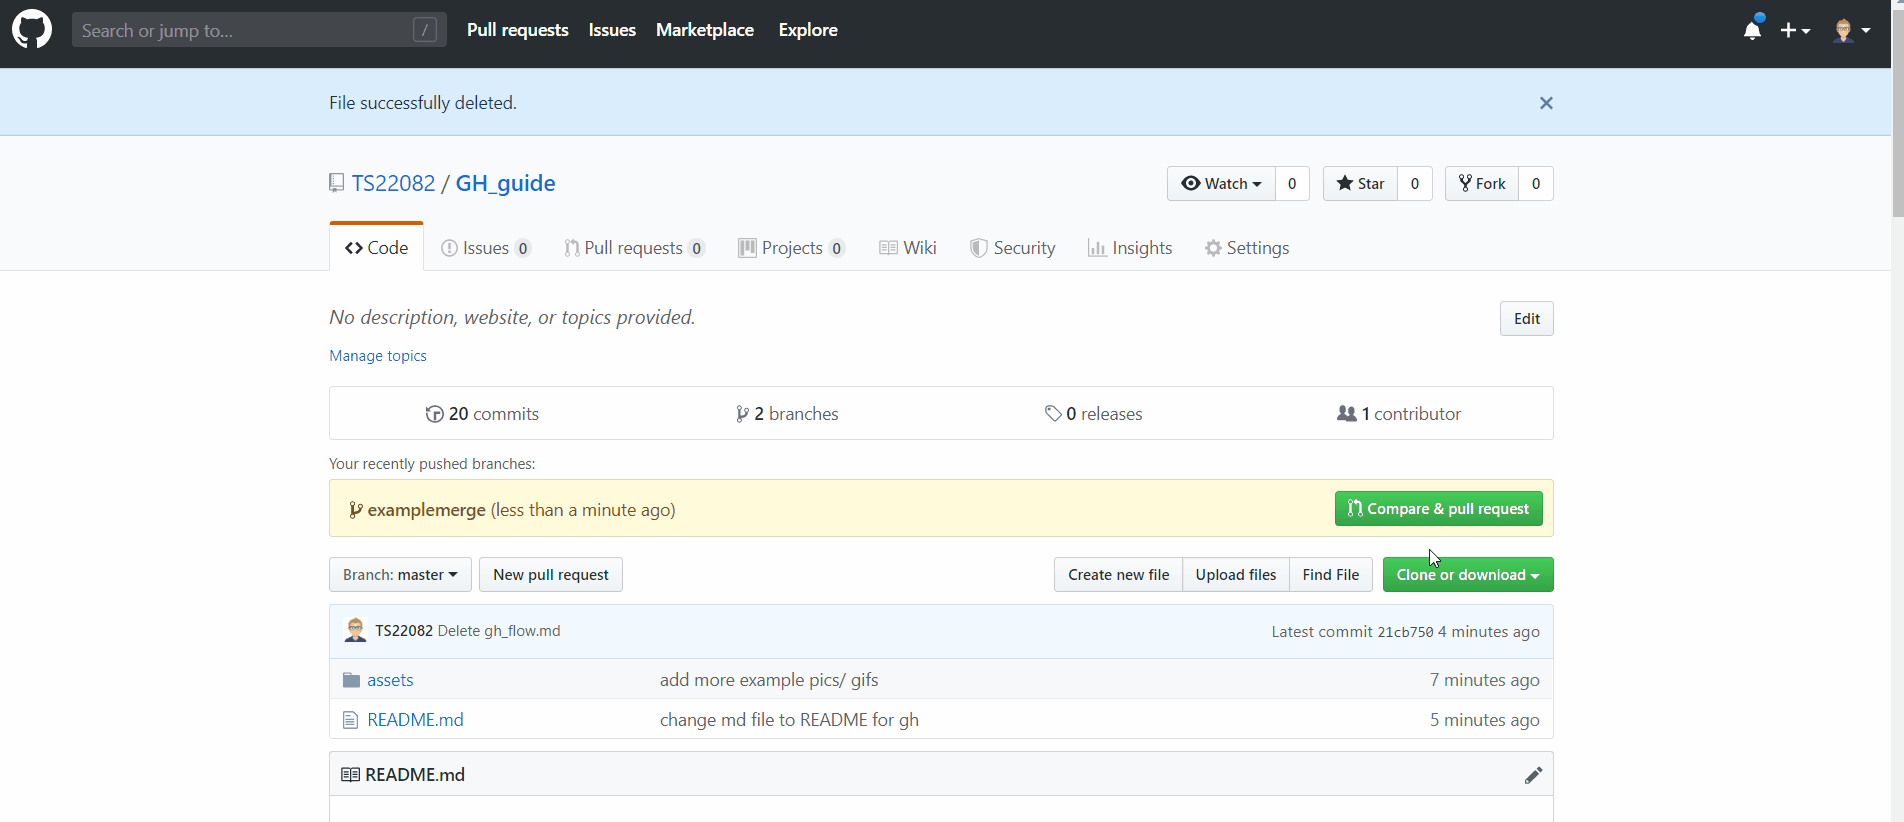 Search or jump to... / Pull requests Issues Marketplace Explore
File successfully deleted.
TS22082 / GH_guide Watch 0 Star 0 Fork 0
Code Issues 0 Pull requests 0 Projects 0 Wiki Security Insights Settings
No description, website, or topics provided. Edit
Manage topics
20 commits 2 branches 0 releases 1 contributor
Your recently pushed branches:
examplemerge (less than a minute ago) Compare & pull request
Branch: master New pull request Create new file Upload files Find File Clone or download
TS22082 Delete gh_flow.md Latest commit 21cb750 4 minutes ago
assets add more example pics/ gifs 7 minutes ago
README.md change md file to README for gh 5 minutes ago
README.md